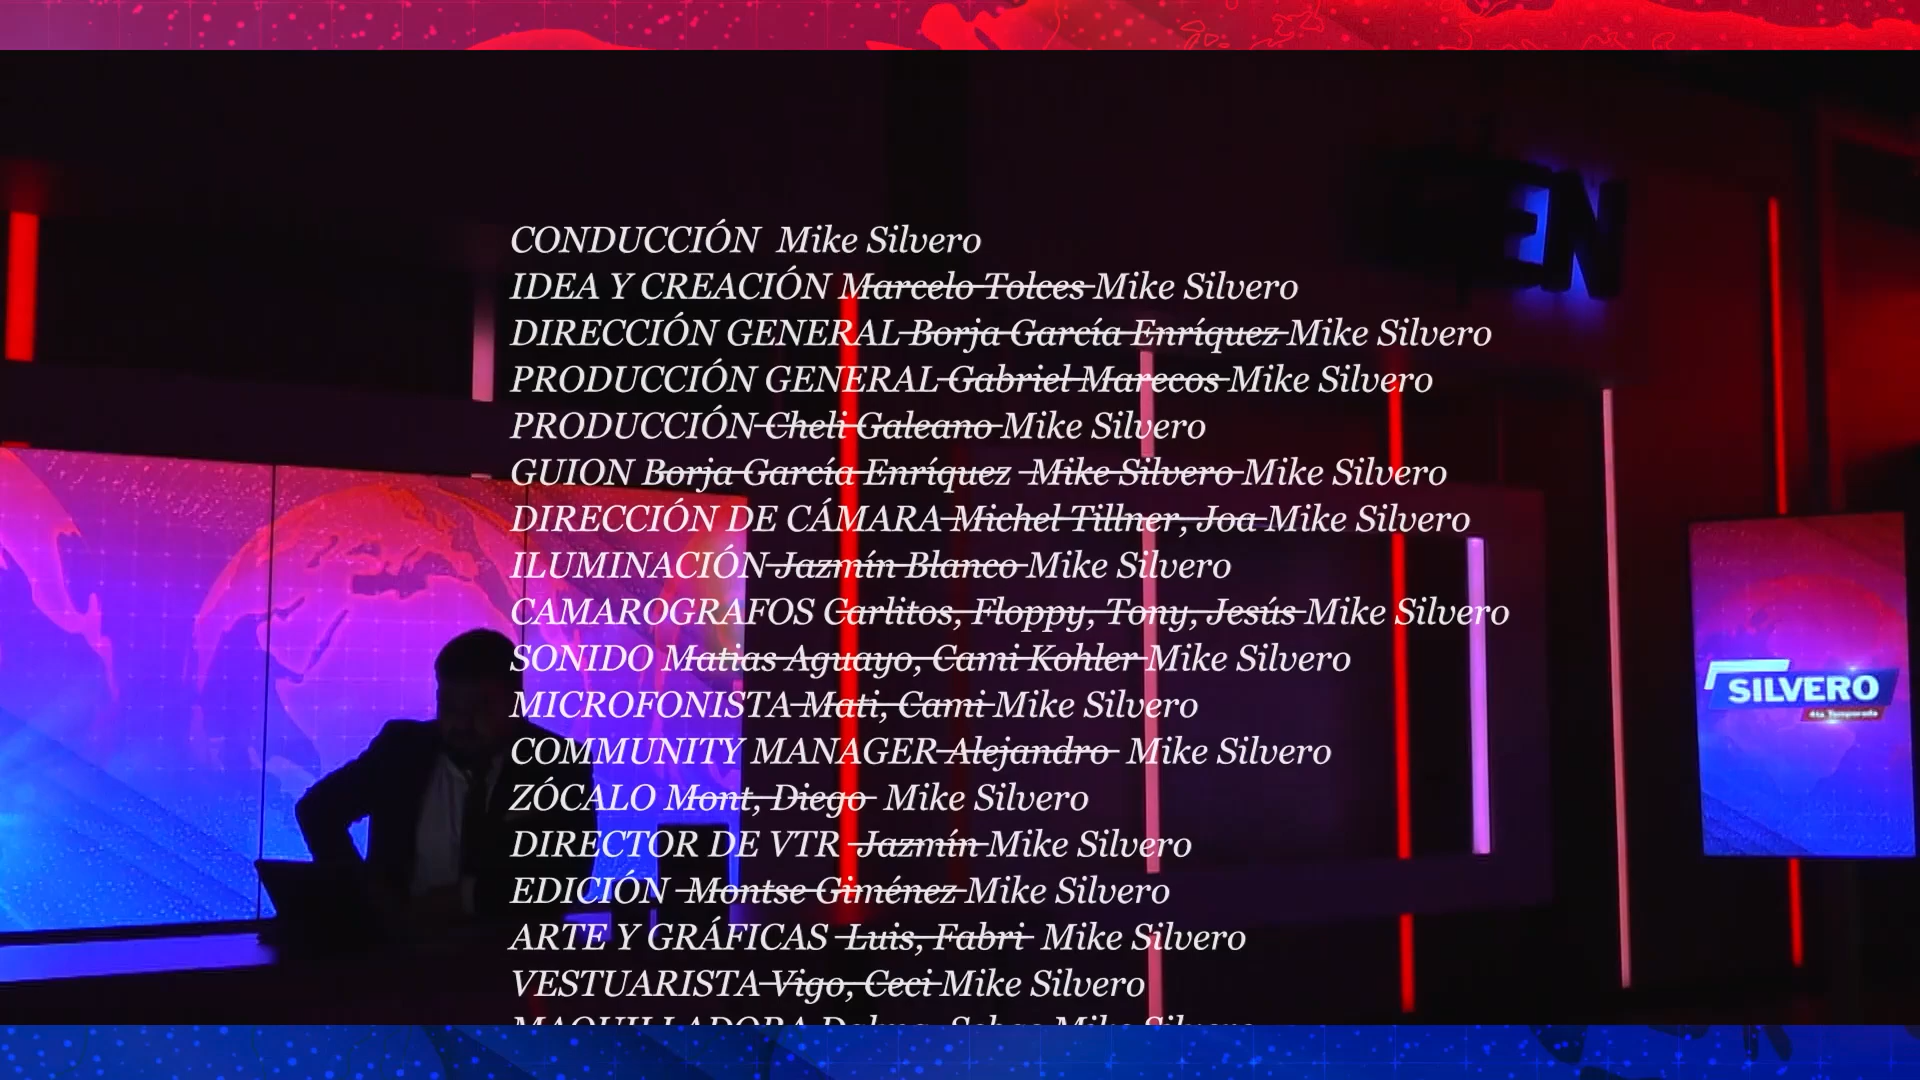 EN
CONDUCCIÓN Mike Silvero
IDEA Y CREACIÓN Marcelo Tolces Mike Silvero
DIRECCIÓN GENERAL Borja García Enríquez Mike Silvero
PRODUCCIÓN GENERAL Gabriel Marecos Mike Silvero
PRODUCCIÓN Cheli Galeano Mike Silvero
GUION Borja García Enríquez Mike Silvero Mike Silvero
DIRECCIÓN DE CÁMARA Michel Tillner, Joa Mike Silvero
ILUMINACIÓN Jazmín Blanco Mike Silvero
CAMAROGRAFOS Carlitos, Floppy, Tony, Jesús Mike Silvero
SONIDO Matias Aguayo, Cami Kohler Mike Silvero
MICROFONISTA Mati, Cami Mike Silvero
COMMUNITY MANAGER Alejandro Mike Silvero
ZÓCALO Mont, Diego Mike Silvero
DIRECTOR DE VTR Jazmín Mike Silvero
EDICIÓN Montse Giménez Mike Silvero
ARTE Y GRÁFICAS Luis, Fabri Mike Silvero
VESTUARISTA Vigo, Ceci Mike Silvero
SILVERO
4ta Temporada